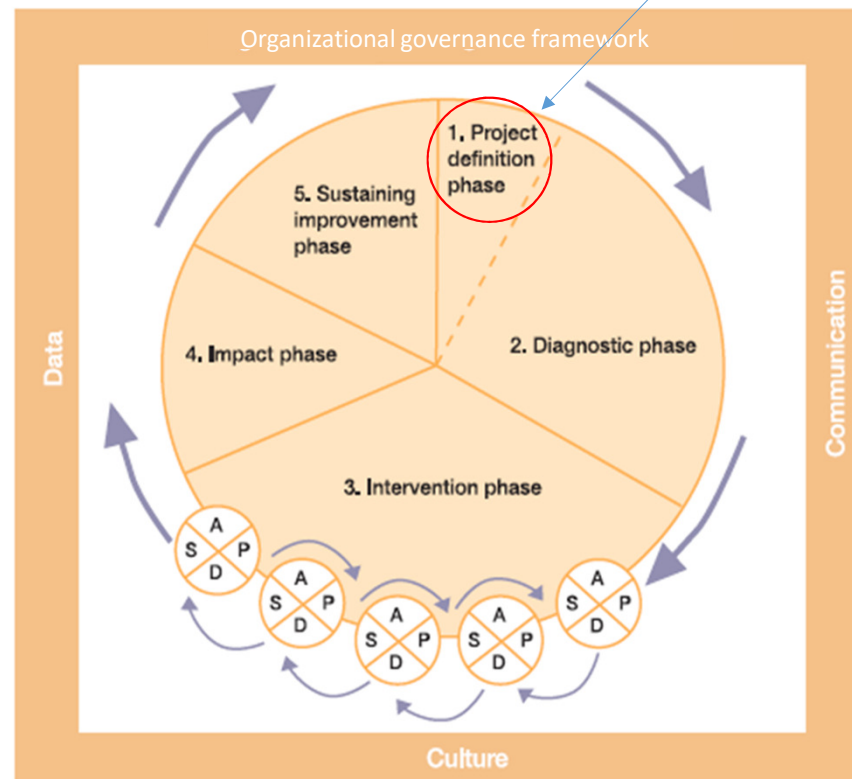 Organizational governance framework
1. Project
definition
phase
5. Sustaining
improvement
phase
2. Diagnostic phase
4. Impact phase
3. Intervention phase
Data
Communication
A
S P
D
A
S P
D
A
S P
D
A
S P
D
A
S P
D
Culture